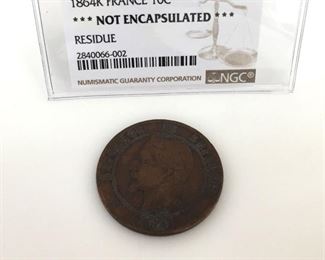 1864K FRANCE 10C
*** NOT ENCAPSULATED ***
RESIDUE
2840066-002
NUMISMATIC GUARANTY CORPORATION NGC®